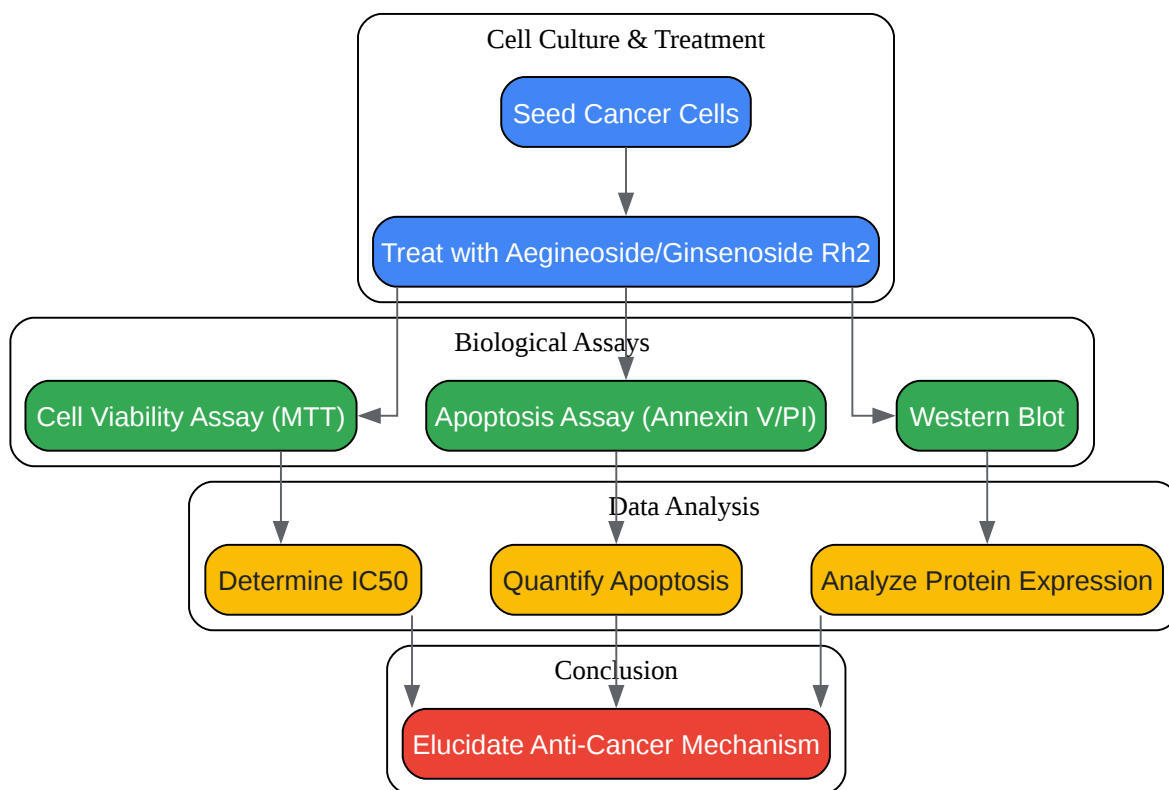 Cell Culture & Treatment
Seed Cancer Cells
Treat with Aegineoside/Ginsenoside Rh2
Biological Assays
Cell Viability Assay (MTT)
Apoptosis Assay (Annexin V/PI)
Western Blot
Data Analysis
Determine IC50
Quantify Apoptosis
Analyze Protein Expression
Conclusion
Elucidate Anti-Cancer Mechanism